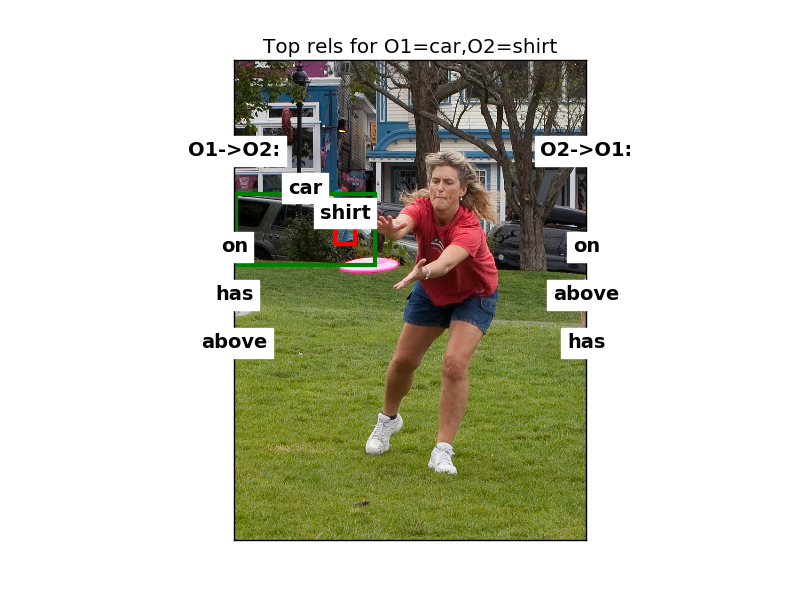 Top rels for O1=car,O2=shirt
O1->O2:
O2->O1:
car
shirt
on
on
has
above
above
has